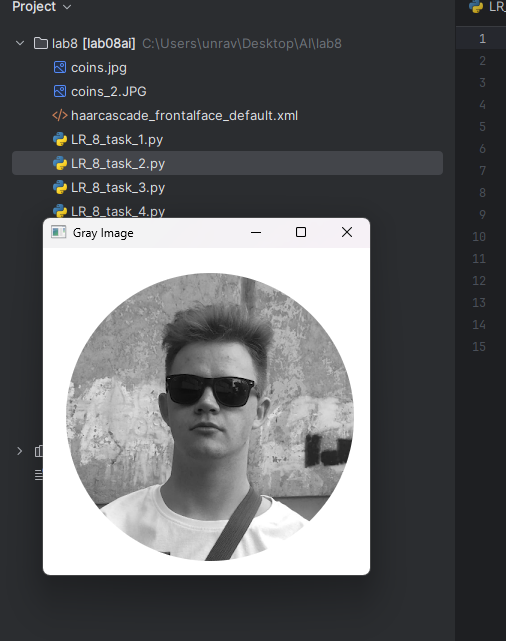 Project
LR_
lab8 [lab08ai] C:\Users\unrav\Desktop\AI\lab8
coins.jpg
coins_2.JPG
haarcascade_frontalface_default.xml
LR_8_task_1.py
LR_8_task_2.py
LR_8_task_3.py
LR_8_task_4.py
Gray Image
1
2
3
4
5
6
7
8
9
10
11
12
13
14
15